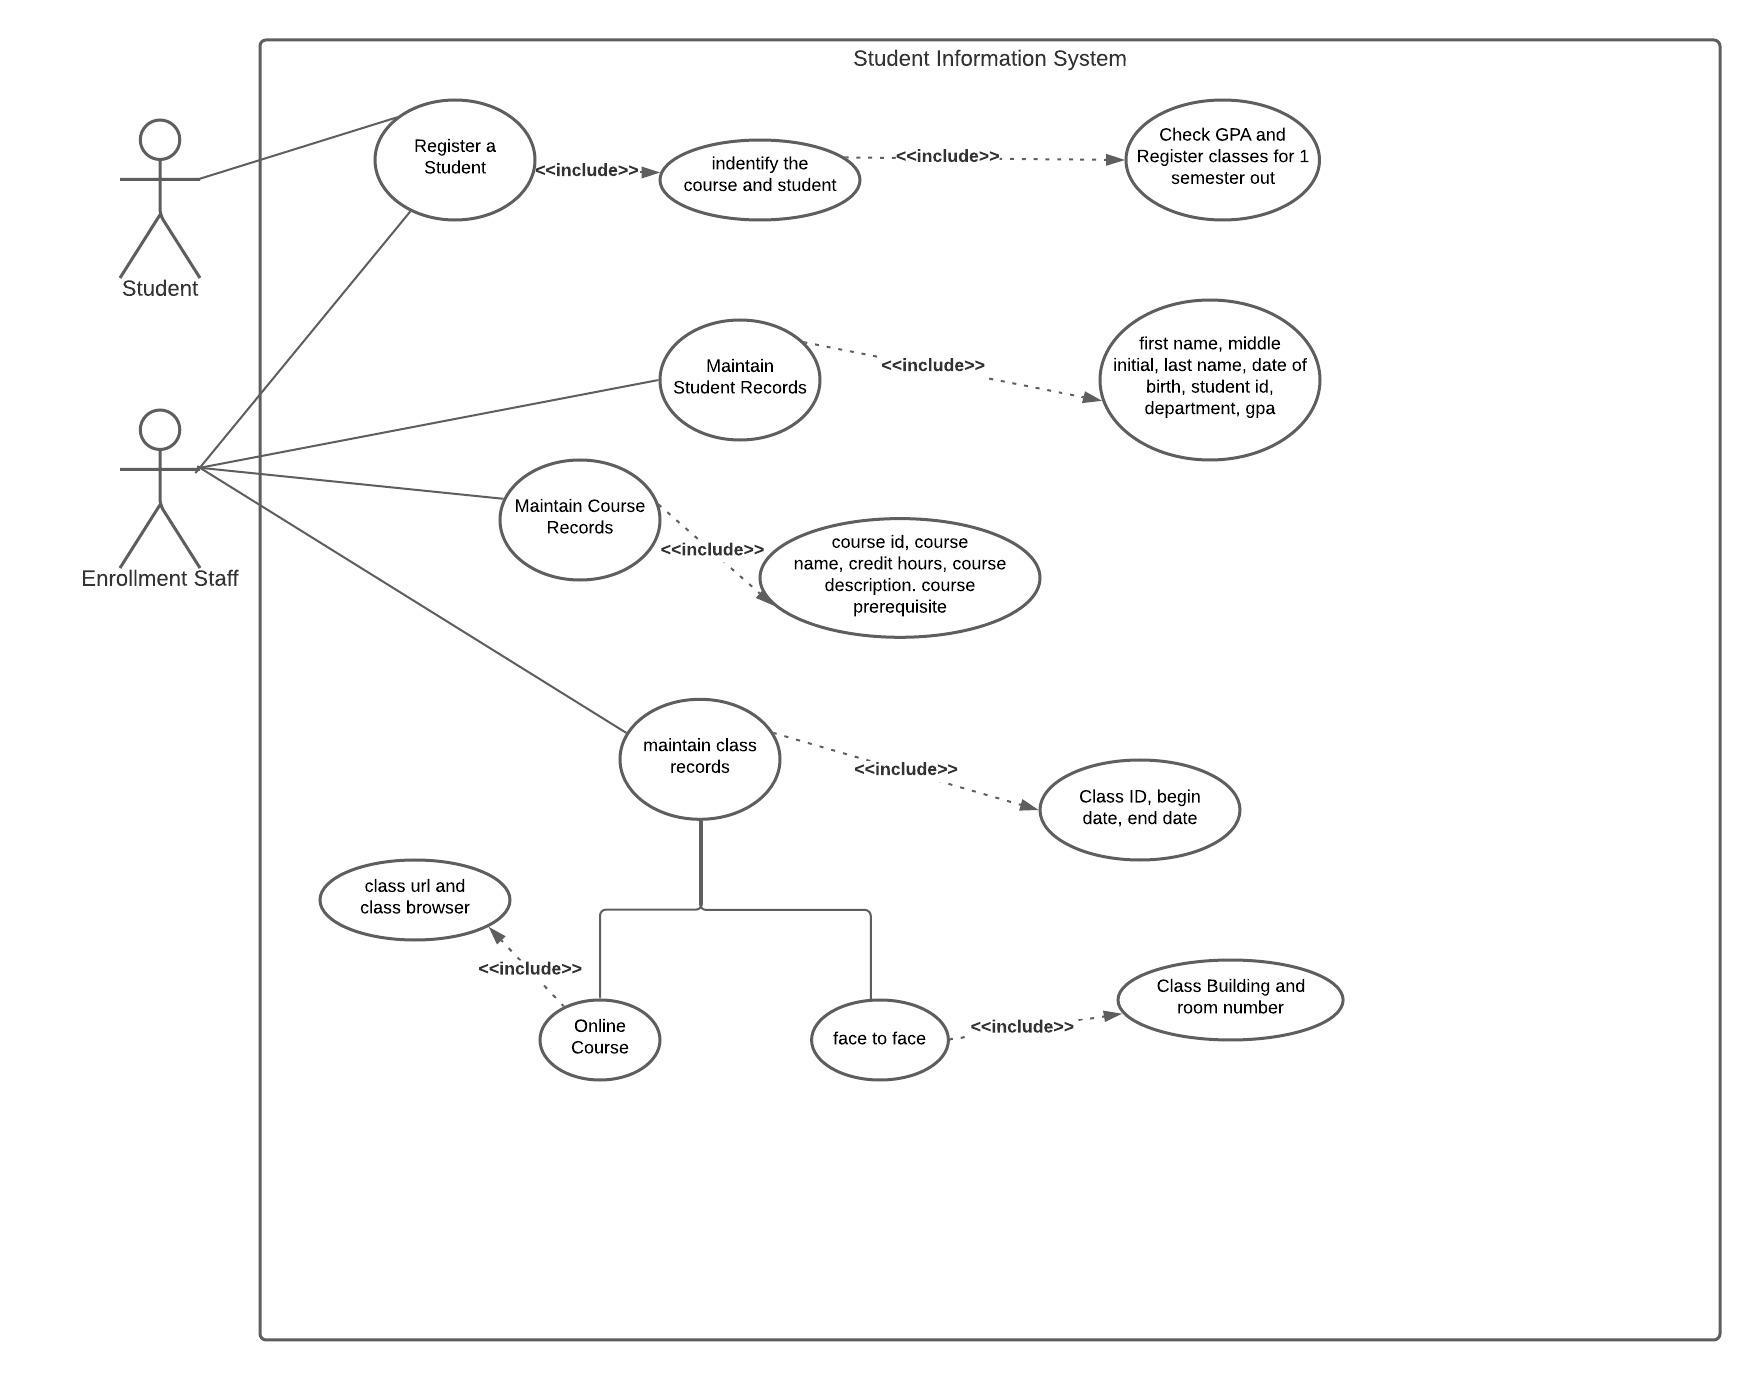 Student Information System
Register a
Student
<<include>>
indentify the
course and student
<<include>>
Check GPA and
Register classes for 1
semester out
Student
Maintain
Student Records
<<include>>
first name, middle
initial, last name, date of
birth, student id,
department, gpa
Enrollment Staff
Maintain Course
Records
<<include>>
course id, course
name, credit hours, course
description. course
prerequisite
maintain class
records
<<include>>
Class ID, begin
date, end date
class url and
class browser
<<include>>
Online
Course
face to face
<<include>>
Class Building and
room number